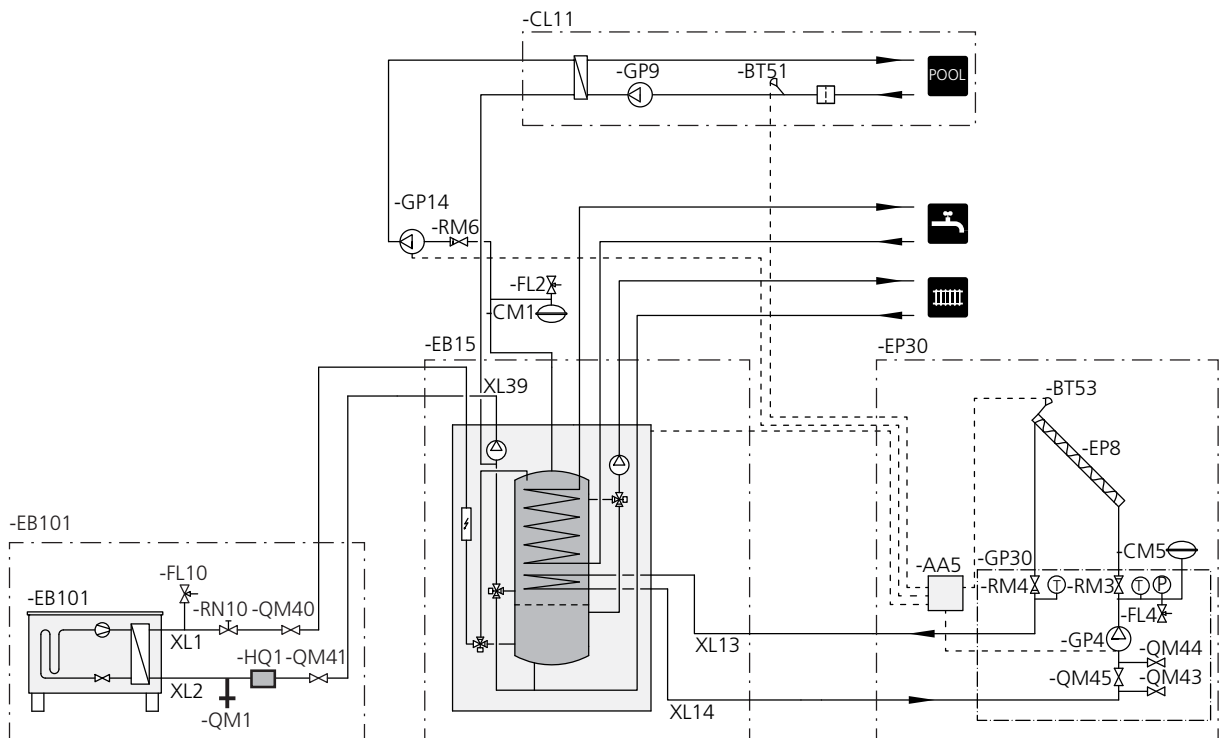 -CL11
-GP9
-BT51
POOL
-GP14
-RM6
-FL2
-CM1
-EB15
-EP30
XL39
-BT53
-EP8
-EB101
-CM5
-FL10
-AA5
-GP30
-EB101
-RN10
-QM40
-RM4
T
-RM3
T
P
-FL4
XL1
XL13
-GP4
-HQ1
-QM41
-QM44
XL2
-QM45
-QM43
XL14
-QM1